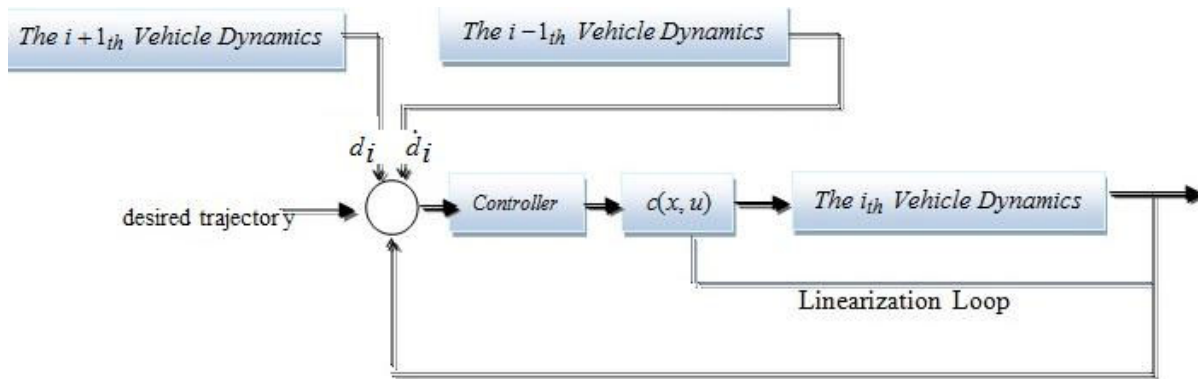 The i+1th Vehicle Dynamics
The i−1th Vehicle Dynamics
di
ḋi
desired trajectory
Controller
c(x,u)
The ith Vehicle Dynamics
Linearization Loop